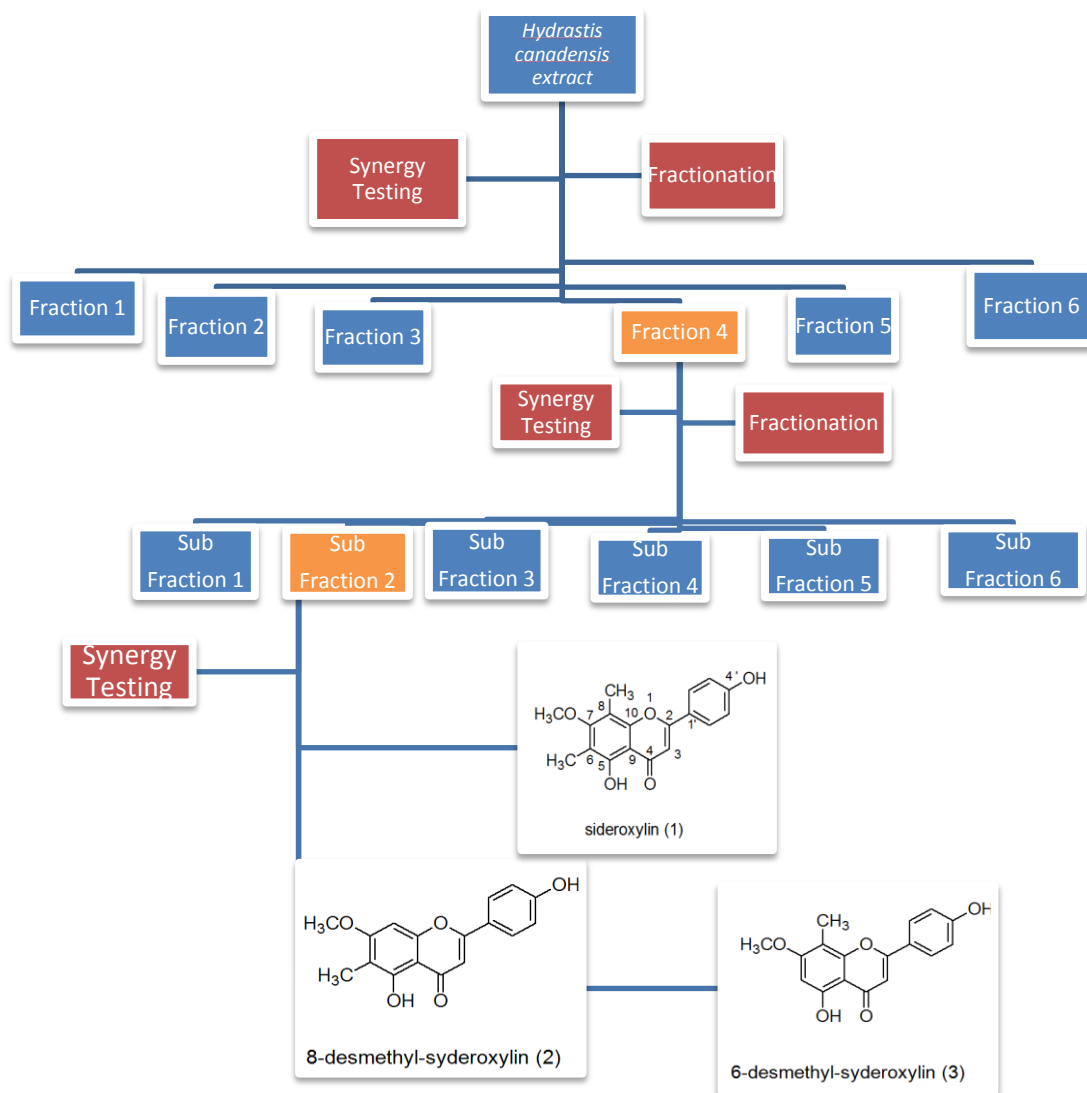 Hydrastis
canadensis
extract
Synergy
Testing
Fractionation
Fraction 1
Fraction 2
Fraction 3
Fraction 4
Fraction 5
Fraction 6
Synergy
Testing
Fractionation
Sub
Fraction 1
Sub
Fraction 2
Sub
Fraction 3
Sub
Fraction 4
Sub
Fraction 5
Sub
Fraction 6
Synergy
Testing
CH3
4'
OH
8
O
1
H3CO
7
10
2
1'
H3C
6
5
9
4
3
OH
O
sideroxylin (1)
OH
H3CO
O
H3C
OH
O
8-desmethyl-syderoxylin (2)
CH3
OH
H3CO
O
OH
O
6-desmethyl-syderoxylin (3)